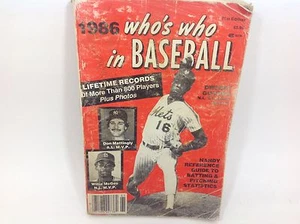 1986 who's who
in BASEBALL
LIFETIME RECORDS
Of More Than 800 Players
Plus Photos
Mets
16
Don Mattingly
A.L. M.V.P.
Willie McGee
N.L. M.V.P.
HANDY
REFERENCE
GUIDE TO
BATTING &
PITCHING
STATISTICS